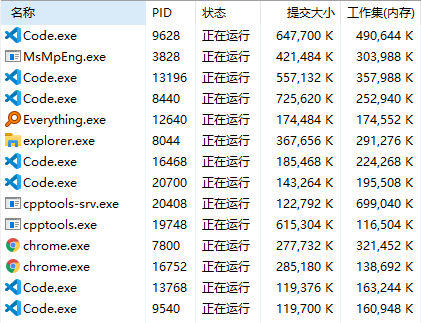 名称 PID 状态 提交大小 工作集(内存)
Code.exe 9628 正在运行 647,700 K 490,644 K
MsMpEng.exe 3828 正在运行 421,484 K 303,988 K
Code.exe 13196 正在运行 557,132 K 357,988 K
Code.exe 8440 正在运行 725,620 K 252,940 K
Everything.exe 12640 正在运行 174,484 K 174,552 K
explorer.exe 8044 正在运行 367,656 K 291,276 K
Code.exe 16468 正在运行 185,468 K 224,268 K
Code.exe 20700 正在运行 143,264 K 195,508 K
cpptools-srv.exe 20408 正在运行 122,792 K 699,040 K
cpptools.exe 19748 正在运行 615,304 K 116,504 K
chrome.exe 7800 正在运行 277,732 K 321,452 K
chrome.exe 16752 正在运行 285,180 K 138,692 K
Code.exe 13768 正在运行 119,376 K 163,244 K
Code.exe 9540 正在运行 119,700 K 160,948 K